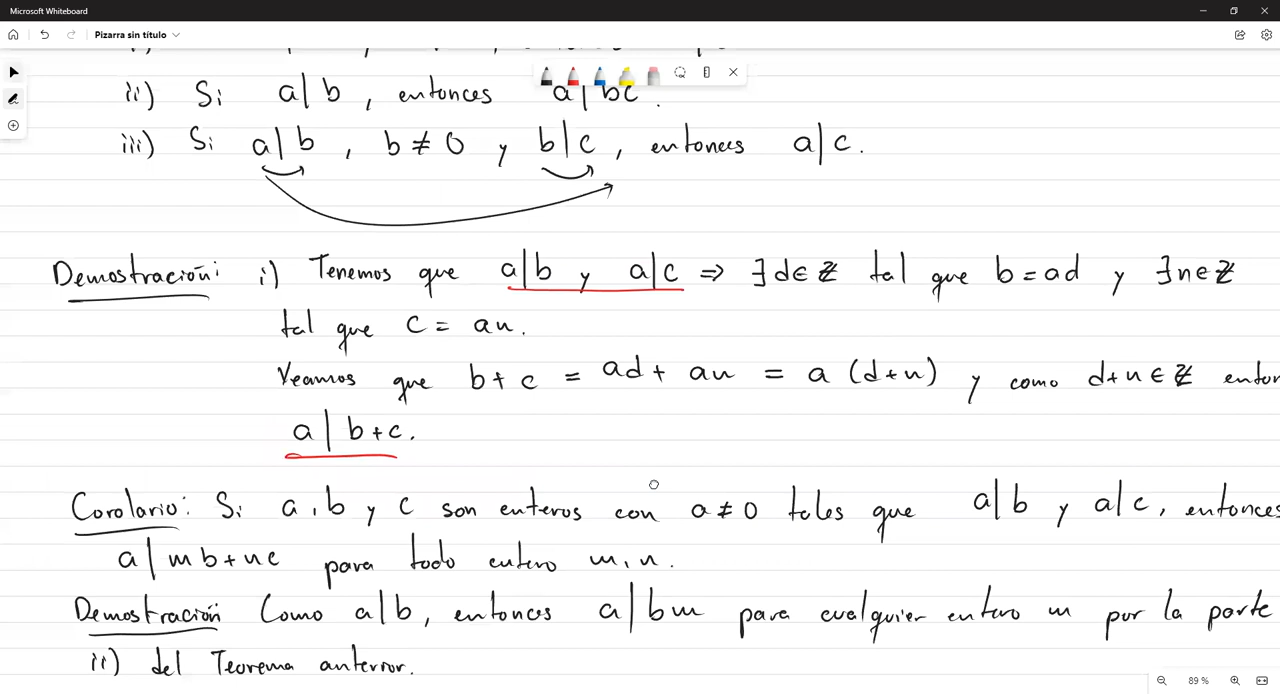 Microsoft Whiteboard
Pizarra sin título
ii) Si a|b, entonces a|bc.
iii) Si a|b, b≠0 y b|c, entonces a|c.
Demostración: i) Tenemos que a|b y a|c ⇒ ∃d∈ℤ tal que b=ad y ∃n∈ℤ
tal que c = an.
Veamos que b+c = ad+an = a(d+n) y como d+n∈ℤ enton
a|b+c.
Corolario: Si a,b y c son enteros con a≠0 tales que a|b y a|c, entonces
a|mb+nc para todo entero m,n.
Demostración Como a|b, entonces a|bm para cualquier entero m por la parte
ii) del Teorema anterior.
89 %